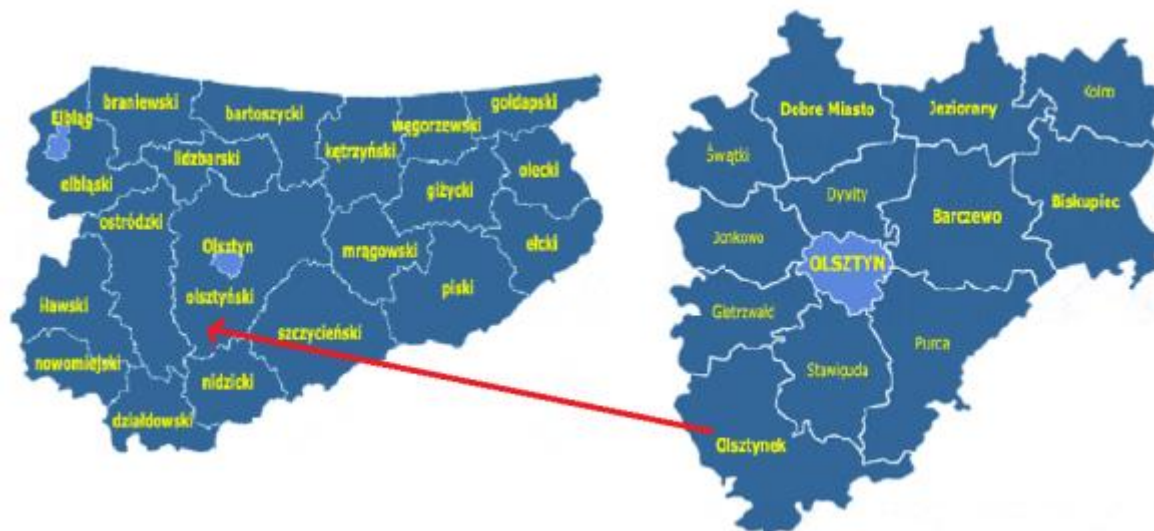 braniewski
bartoszycki
gołdapski
Elbląg
węgorzewski
lidzbarski
kętrzyński
olecki
elbląski
giżycki
ostródzki
Olsztyn
mrągowski
ełcki
olsztyński
piski
iławski
szczycieński
nowomiejski
nidzicki
działdowski
Kolno
Dobre Miasto
Jeziorany
Świątki
Dywity
Biskupiec
Barczewo
Jonkowo
OLSZTYN
Gietrzwałd
Purda
Stawiguda
Olsztynek